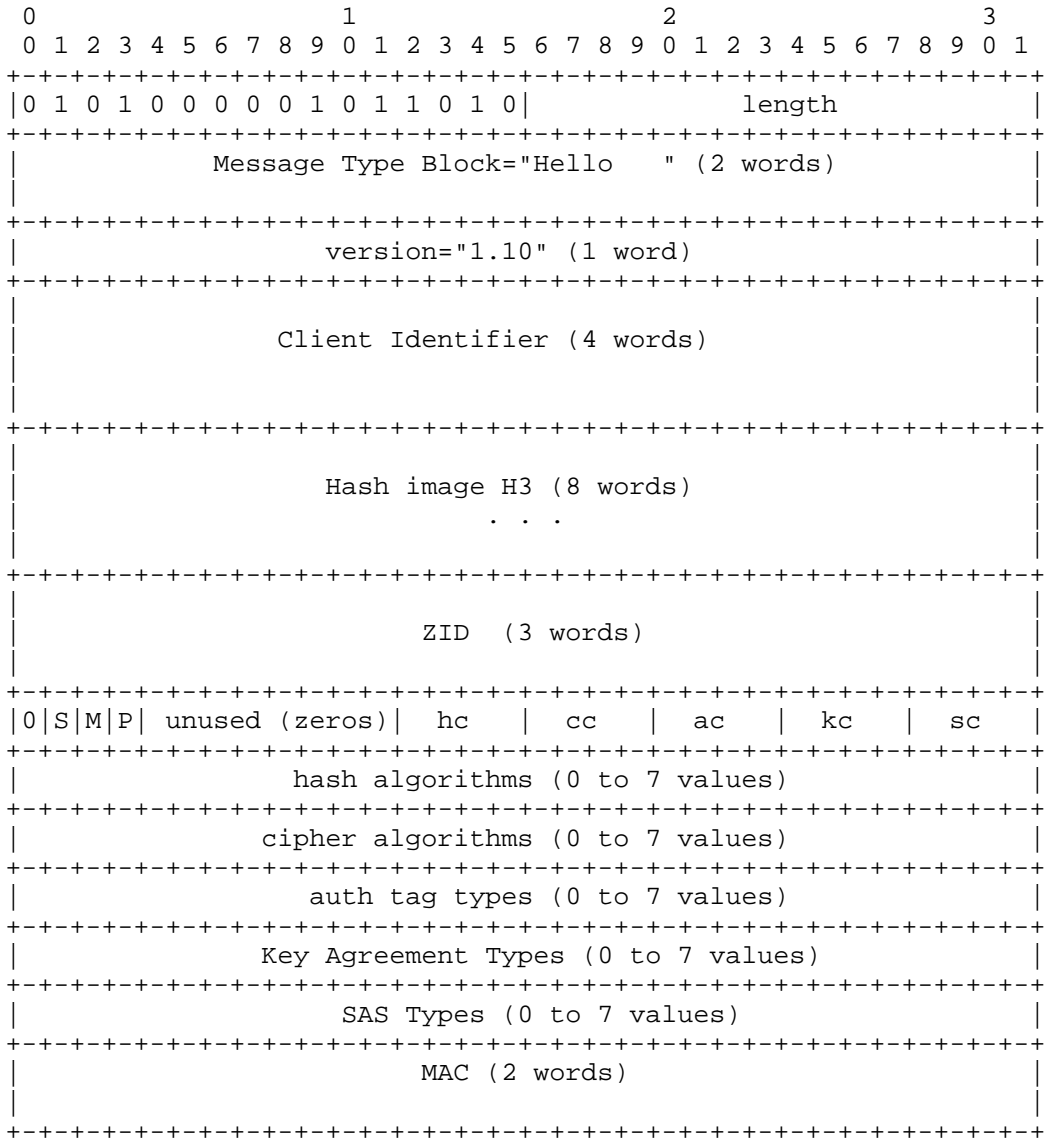 0                   1                   2                   3
 0 1 2 3 4 5 6 7 8 9 0 1 2 3 4 5 6 7 8 9 0 1 2 3 4 5 6 7 8 9 0 1
+-+-+-+-+-+-+-+-+-+-+-+-+-+-+-+-+-+-+-+-+-+-+-+-+-+-+-+-+-+-+-+-+
|0 1 0 1 0 0 0 0 0 1 0 1 1 0 1 0|             length            |
+-+-+-+-+-+-+-+-+-+-+-+-+-+-+-+-+-+-+-+-+-+-+-+-+-+-+-+-+-+-+-+-+
|            Message Type Block="Hello   " (2 words)            |
|                                                               |
+-+-+-+-+-+-+-+-+-+-+-+-+-+-+-+-+-+-+-+-+-+-+-+-+-+-+-+-+-+-+-+-+
|                   version="1.10" (1 word)                     |
+-+-+-+-+-+-+-+-+-+-+-+-+-+-+-+-+-+-+-+-+-+-+-+-+-+-+-+-+-+-+-+-+
|                                                               |
|                Client Identifier (4 words)                    |
|                                                               |
|                                                               |
+-+-+-+-+-+-+-+-+-+-+-+-+-+-+-+-+-+-+-+-+-+-+-+-+-+-+-+-+-+-+-+-+
|                                                               |
|                   Hash image H3 (8 words)                     |
|                             . . .                             |
|                                                               |
+-+-+-+-+-+-+-+-+-+-+-+-+-+-+-+-+-+-+-+-+-+-+-+-+-+-+-+-+-+-+-+-+
|                                                               |
|                         ZID  (3 words)                        |
|                                                               |
+-+-+-+-+-+-+-+-+-+-+-+-+-+-+-+-+-+-+-+-+-+-+-+-+-+-+-+-+-+-+-+-+
|0|S|M|P| unused (zeros)|  hc   |  cc   |  ac   |  kc   |  sc   |
+-+-+-+-+-+-+-+-+-+-+-+-+-+-+-+-+-+-+-+-+-+-+-+-+-+-+-+-+-+-+-+-+
|                 hash algorithms (0 to 7 values)               |
+-+-+-+-+-+-+-+-+-+-+-+-+-+-+-+-+-+-+-+-+-+-+-+-+-+-+-+-+-+-+-+-+
|               cipher algorithms (0 to 7 values)               |
+-+-+-+-+-+-+-+-+-+-+-+-+-+-+-+-+-+-+-+-+-+-+-+-+-+-+-+-+-+-+-+-+
|                  auth tag types (0 to 7 values)               |
+-+-+-+-+-+-+-+-+-+-+-+-+-+-+-+-+-+-+-+-+-+-+-+-+-+-+-+-+-+-+-+-+
|               Key Agreement Types (0 to 7 values)             |
+-+-+-+-+-+-+-+-+-+-+-+-+-+-+-+-+-+-+-+-+-+-+-+-+-+-+-+-+-+-+-+-+
|                    SAS Types (0 to 7 values)                  |
+-+-+-+-+-+-+-+-+-+-+-+-+-+-+-+-+-+-+-+-+-+-+-+-+-+-+-+-+-+-+-+-+
|                         MAC (2 words)                         |
|                                                               |
+-+-+-+-+-+-+-+-+-+-+-+-+-+-+-+-+-+-+-+-+-+-+-+-+-+-+-+-+-+-+-+-+